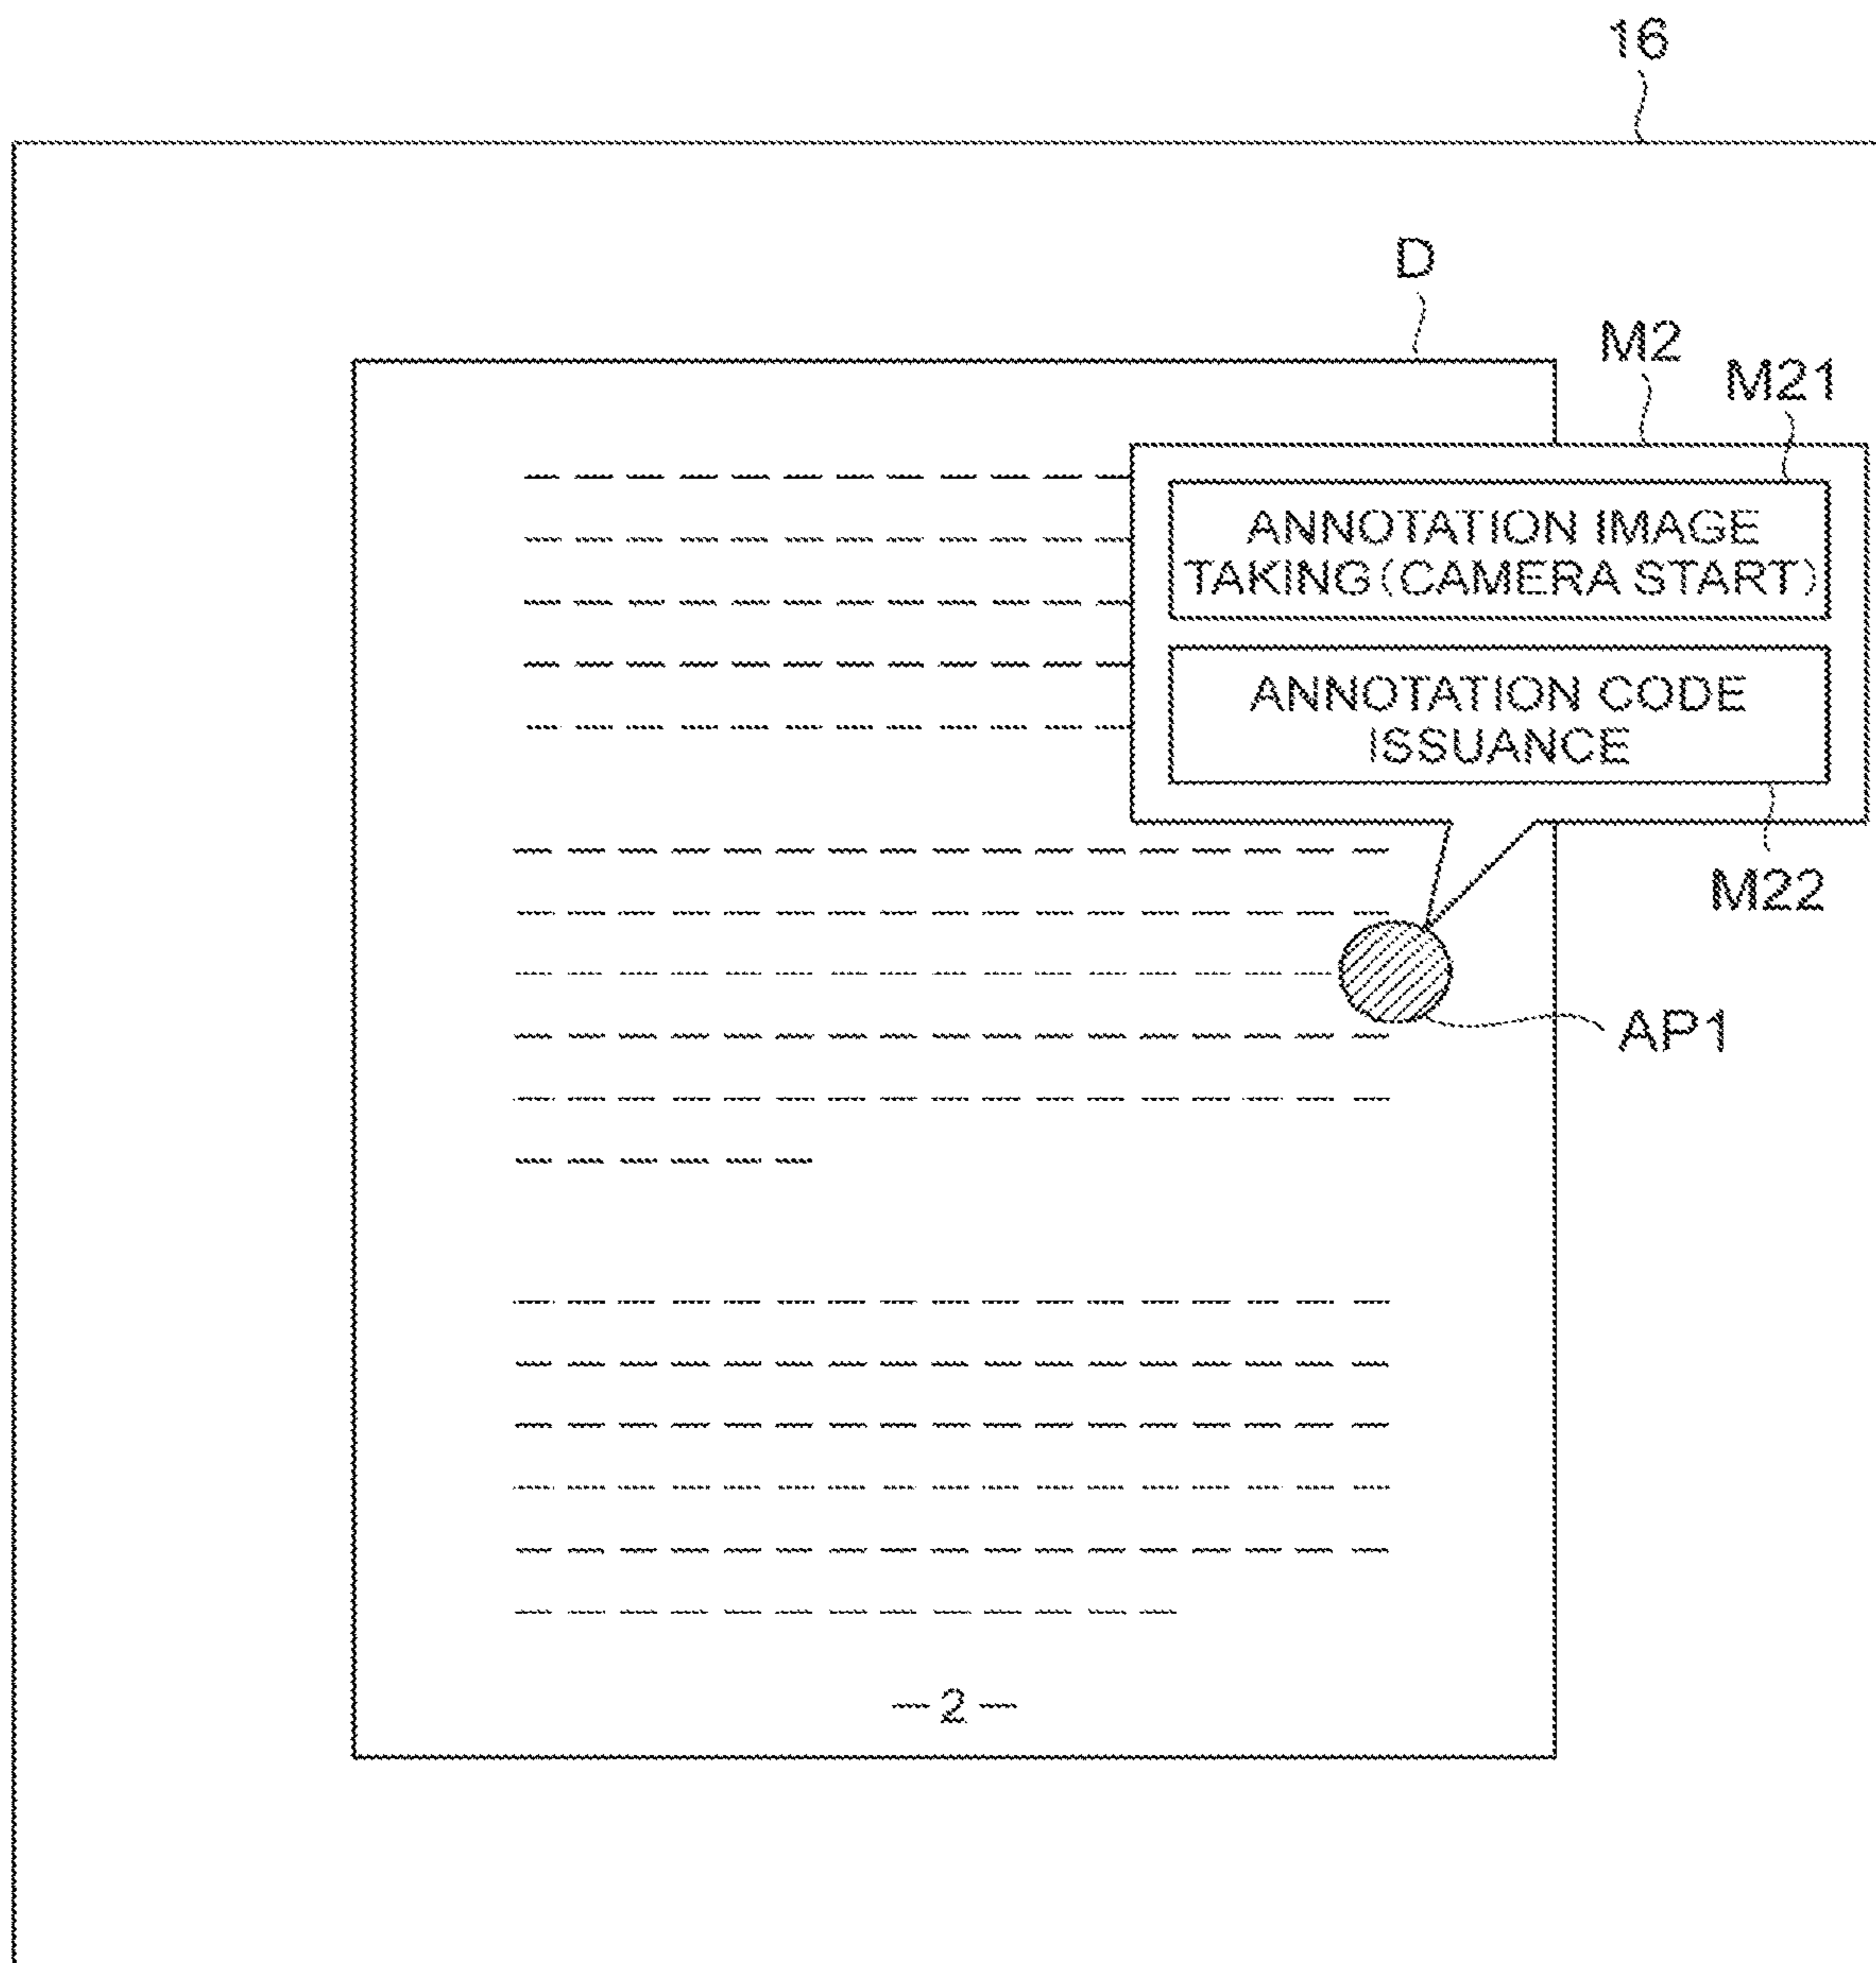 16
D
M2
M21
ANNOTATION IMAGE
TAKING(CAMERA START)
ANNOTATION CODE
ISSUANCE
M22
AP1
—2—